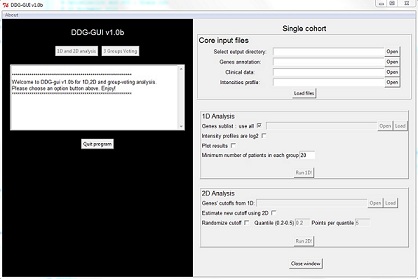 DDG-GUI v1.0b
About
DDG-GUI v1.0b
1D and 2D analysis
3 Groups Voting
************************************************
Welcome to DDG-gui v1.0b for 1D,2D and group-voting analysis.
Please choose an option button above. Enjoy!
************************************************
Quit program
Single cohort
Core input files
Select output directory: Open
Genes annotation: Open
Clinical data: Open
Intensities profile: Open
Load files
1D Analysis
Genes sublist : use all Open Load
Intensity profiles are log2
Plot results
Minimum number of patients in each group 20
Run 1D!
2D Analysis
Genes' cutoffs from 1D: Open Load
Estimate new cutoff using 2D
Randomize cutoff Quantile (0.2-0.5) 0.2 Points per quantile 6
Run 2D!
Close window